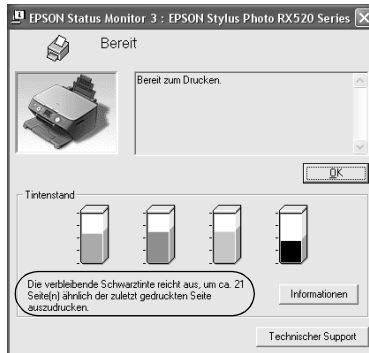 EPSON Status Monitor 3 : EPSON Stylus Photo RX520 Series
Bereit
Bereit zum Drucken.
OK
Tintenstand
Die verbleibende Schwarztinte reicht aus, um ca. 21
Seite(n) ähnlich der zuletzt gedruckten Seite
auszudrucken.
Informationen
Technischer Support